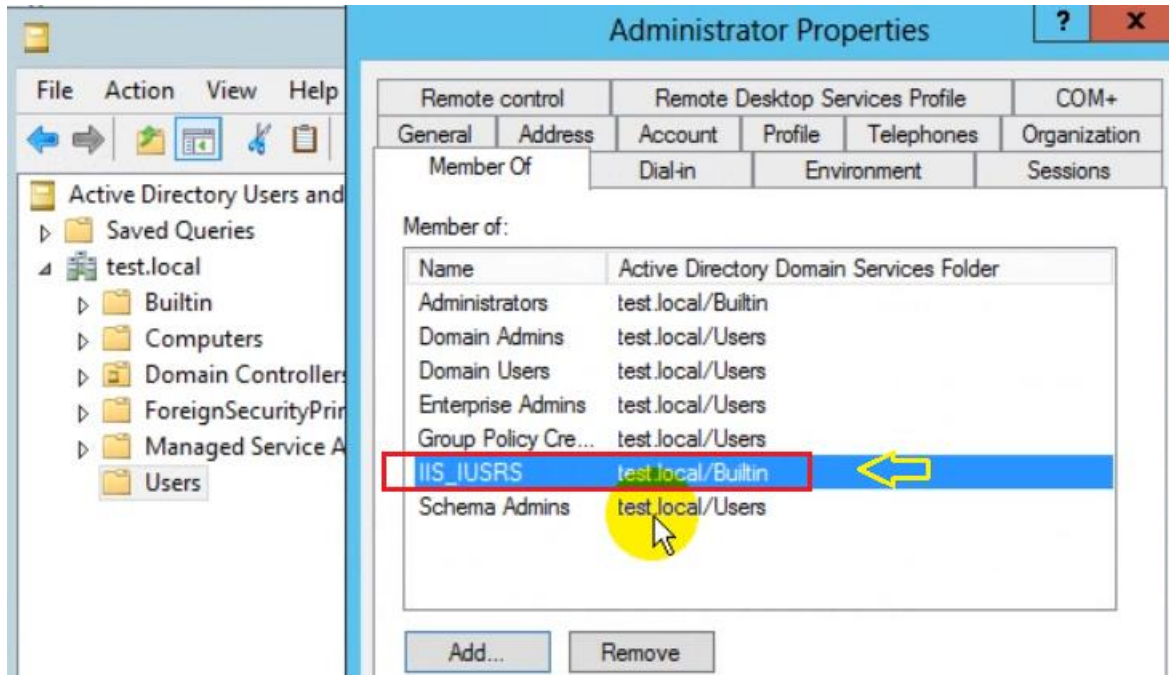 Administrator Properties
?
x
File Action View Help
Active Directory Users and
Saved Queries
test.local
Builtin
Computers
Domain Controllers
ForeignSecurityPrin
Managed Service A
Users
Remote control Remote Desktop Services Profile COM+
General Address Account Profile Telephones Organization
Member Of Dial-in Environment Sessions
Member of:
Name Active Directory Domain Services Folder
Administrators test.local/Builtin
Domain Admins test.local/Users
Domain Users test.local/Users
Enterprise Admins test.local/Users
Group Policy Cre... test.local/Users
IIS_IUSRS test.local/Builtin
Schema Admins test.local/Users
Add... Remove